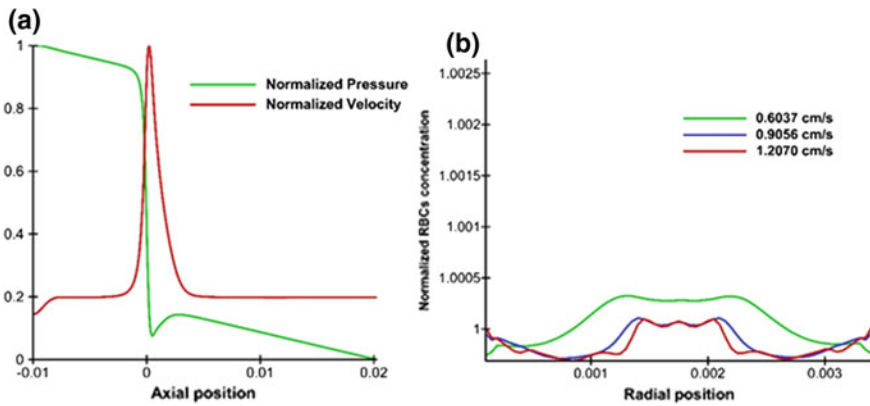 (a)
1
0.8
0.6
0.4
0.2
0
-0.01
0
0.01
0.02
Axial position
Normalized Pressure
Normalized Velocity
(b)
Normalized RBCs concentration
1.0025
1.002
1.0015
1.001
1.0005
1
0.001
0.002
0.003
Radial position
0.6037 cm/s
0.9056 cm/s
1.2070 cm/s